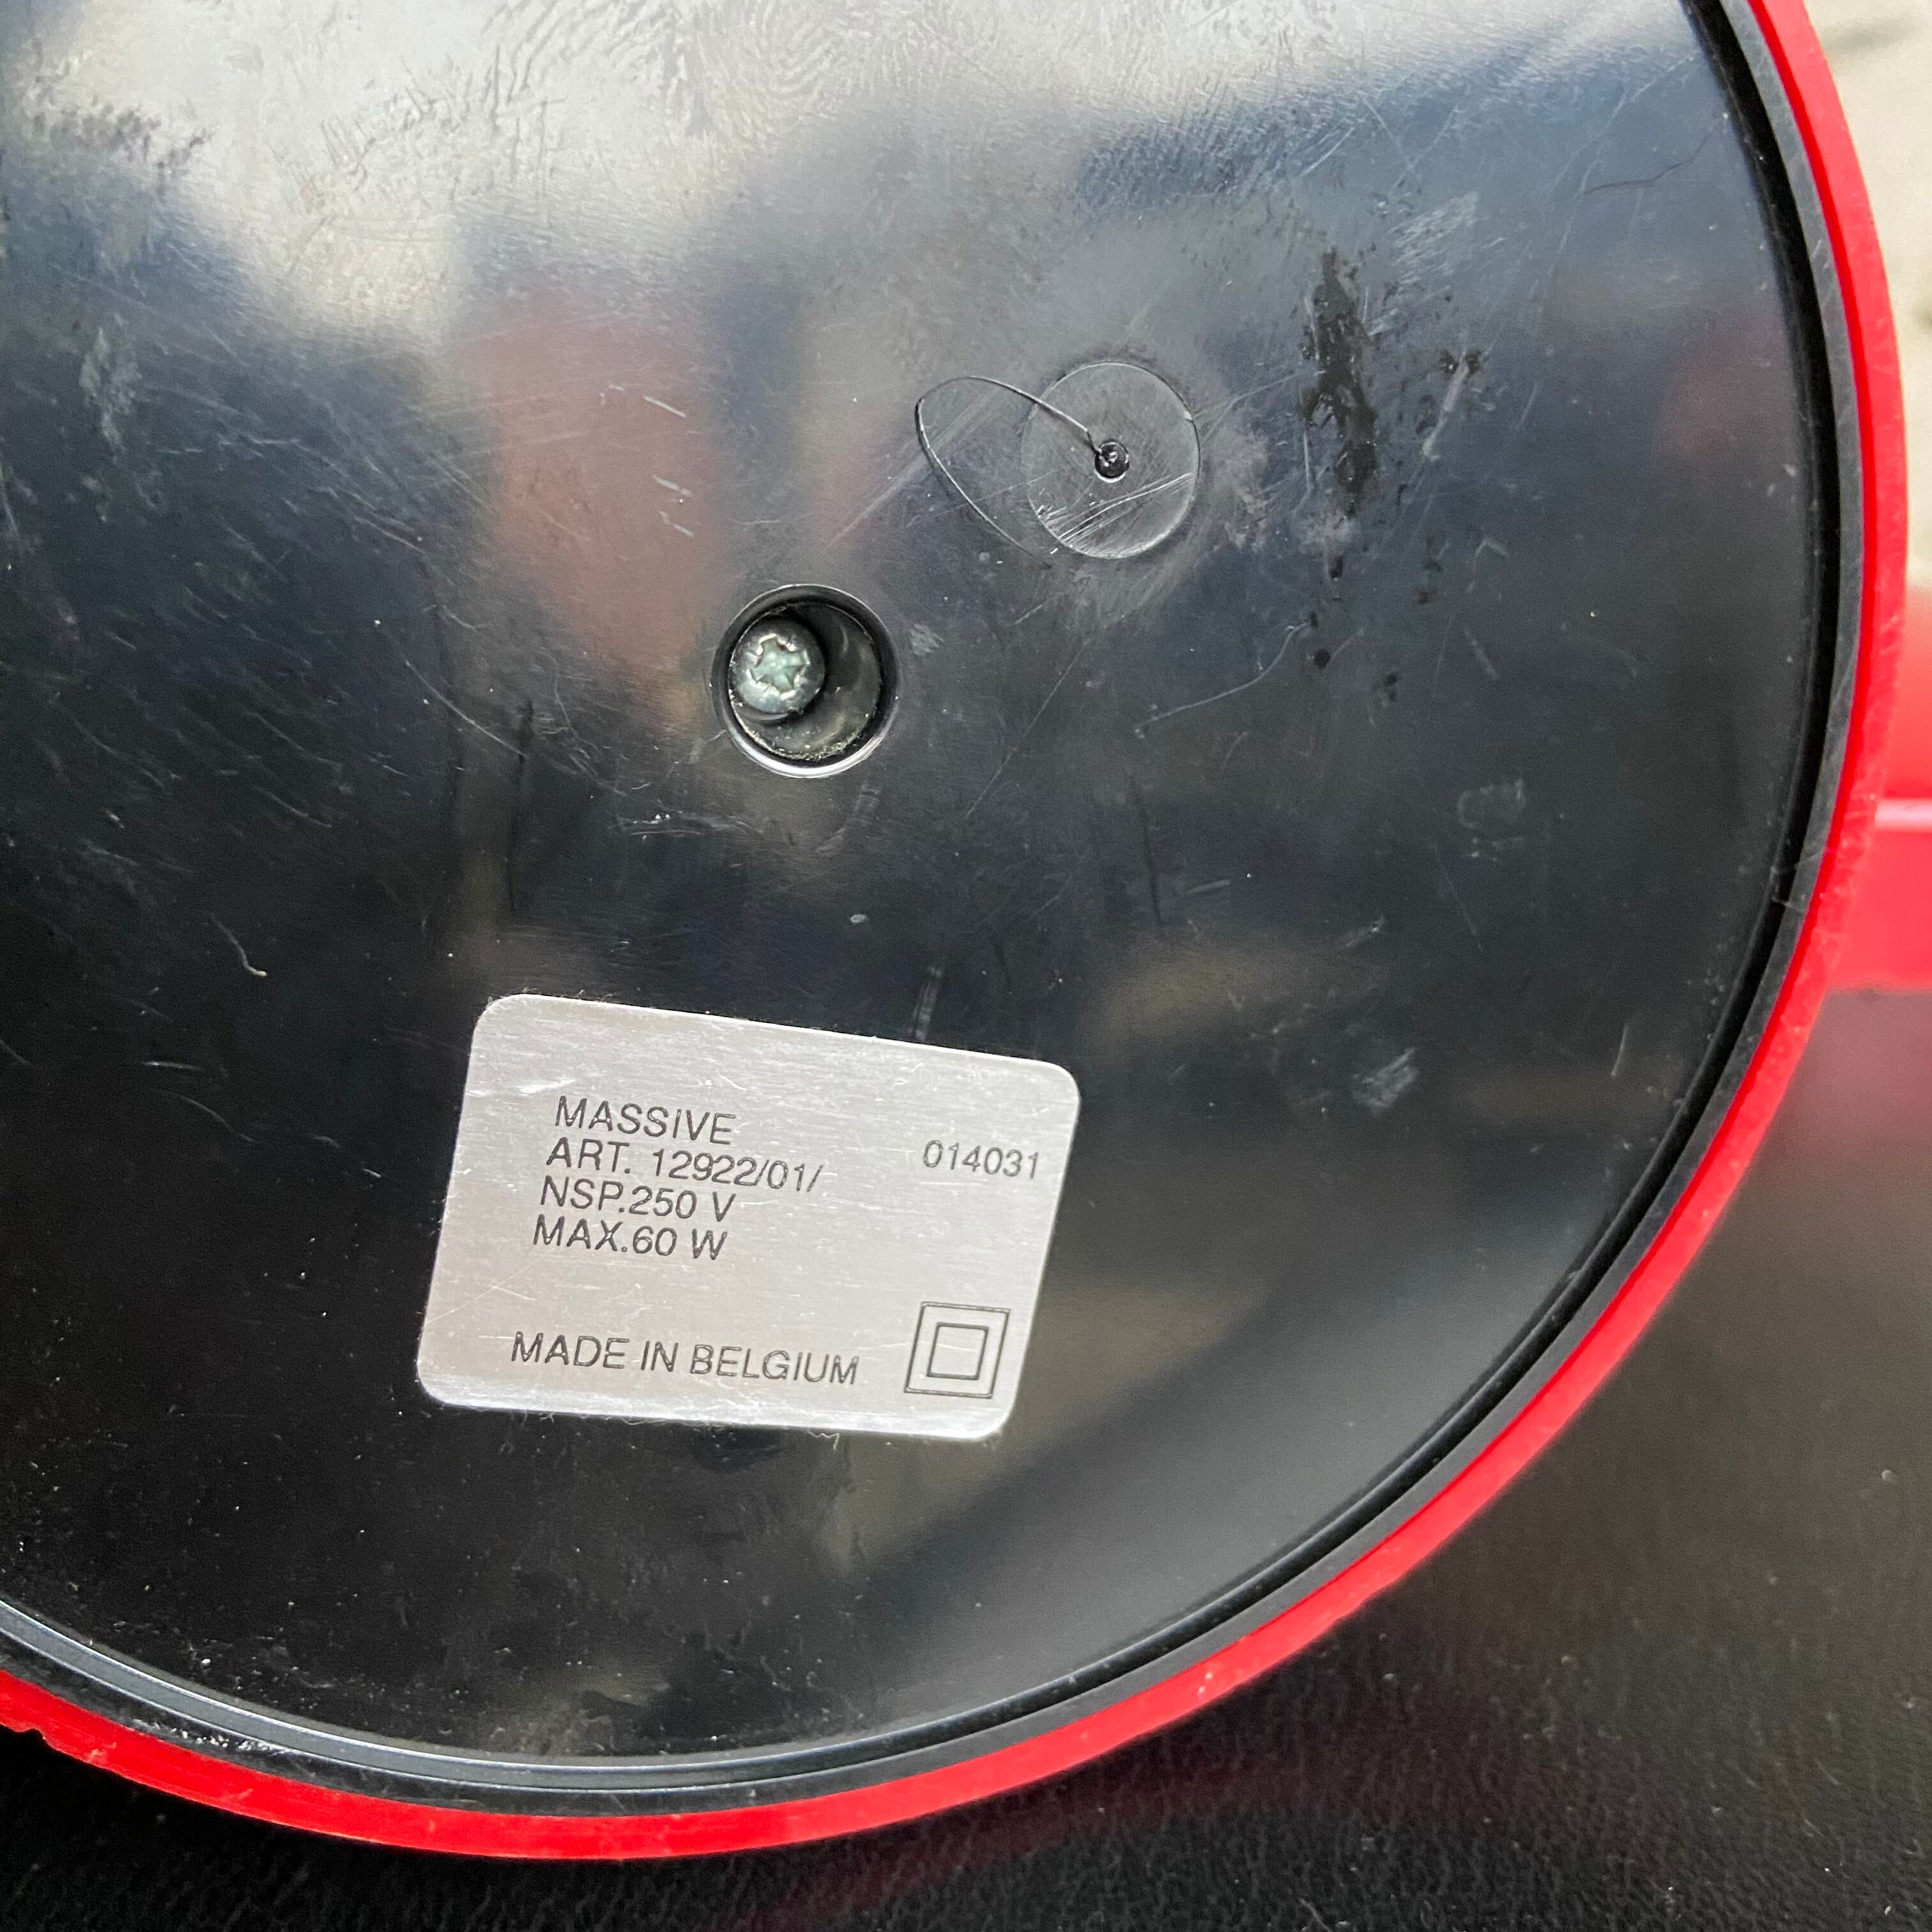 MASSIVE
ART. 12922/01/
014031
NSP.250 V
MAX.60 W
MADE IN BELGIUM